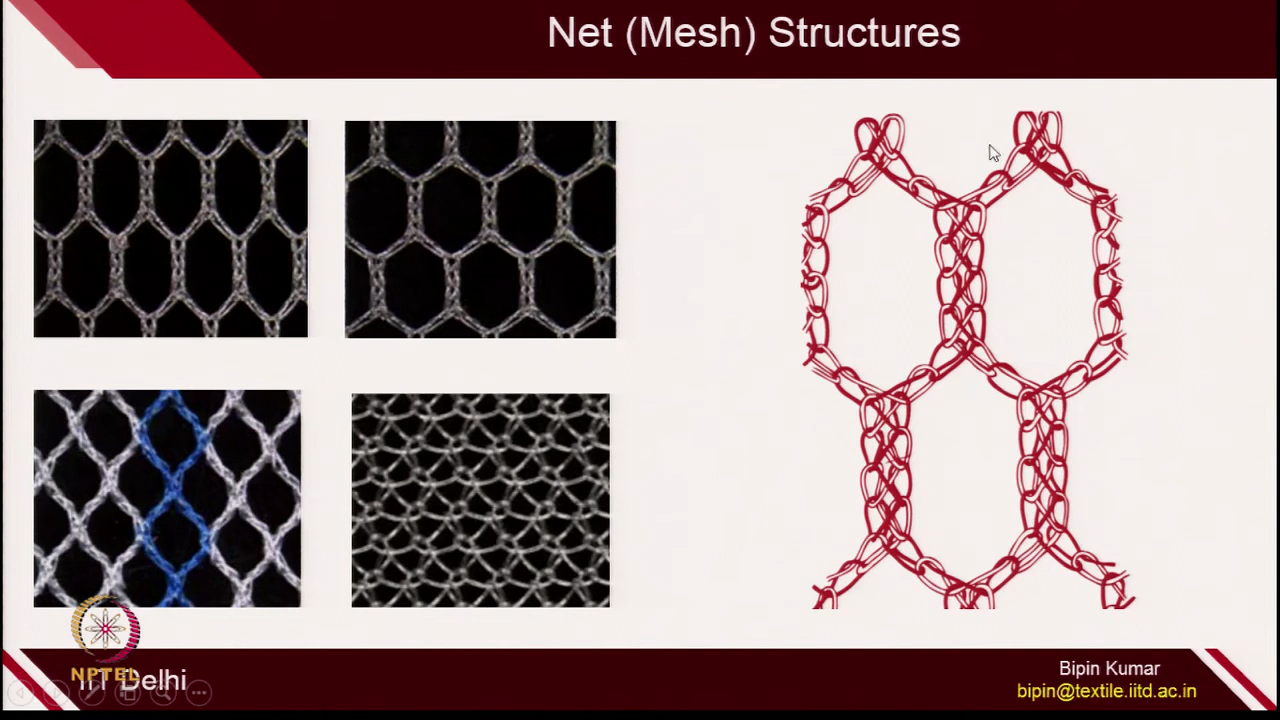 Net (Mesh) Structures
NPTEL
IIT Delhi
Bipin Kumar
bipin@textile.iitd.ac.in